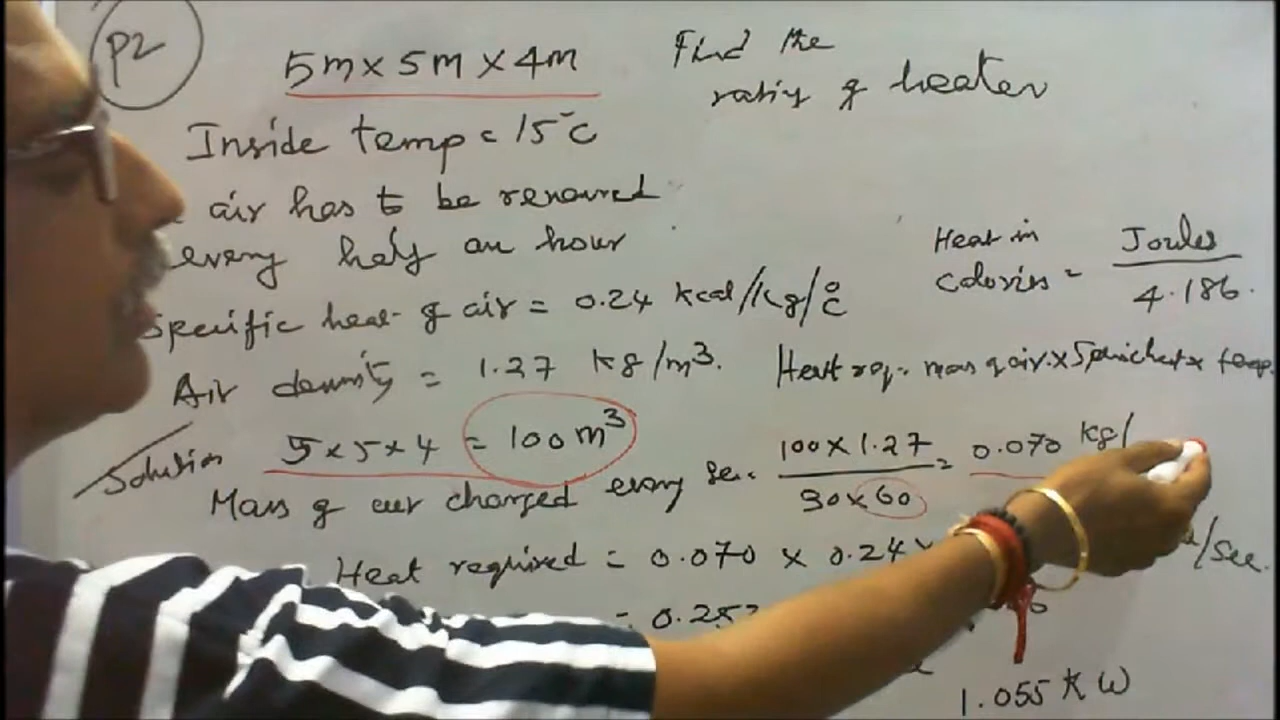 P2
5m × 5m × 4m
Find the
rating of heater
Inside temp = 15°C
air has to be renewed
every half an hour
Specific heat of air = 0.24 Kcal/Kg/°C
Air density = 1.27 Kg/m³.
Heat in calories = Joules / 4.186.
Heat req. = mass of air × Spe heat × temp
Solution 5×5×4 = 100 m³
Mass of air changed every sec. 100 × 1.27 / 30 × 60 = 0.070 kg/
Heat required = 0.070 × 0.24 ×
/Sec.
= 0.252
1.055 KW